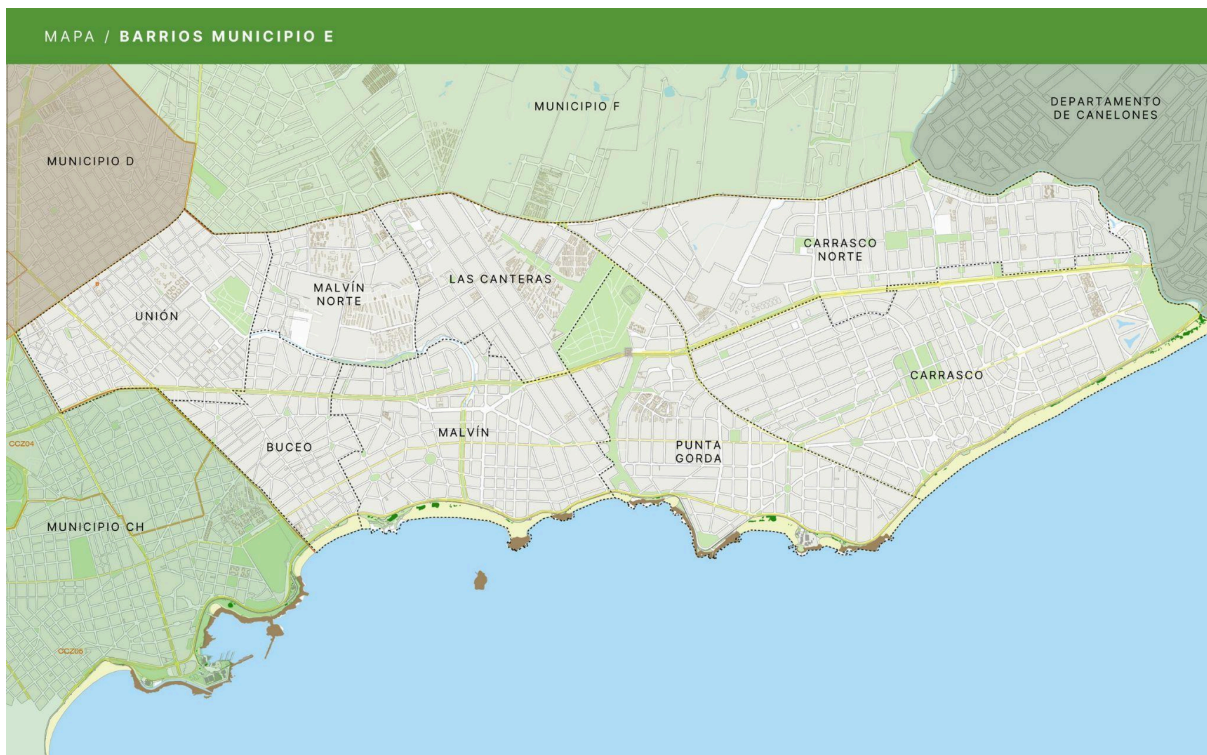 MAPA / BARRIOS MUNICIPIO E
DEPARTAMENTO
DE CANELONES
MUNICIPIO F
MUNICIPIO D
CARRASCO
NORTE
LAS CANTERAS
MALVÍN
NORTE
UNIÓN
CARRASCO
MALVÍN
BUCEO
PUNTA
GORDA
CCZ04
MUNICIPIO CH
CCZ05